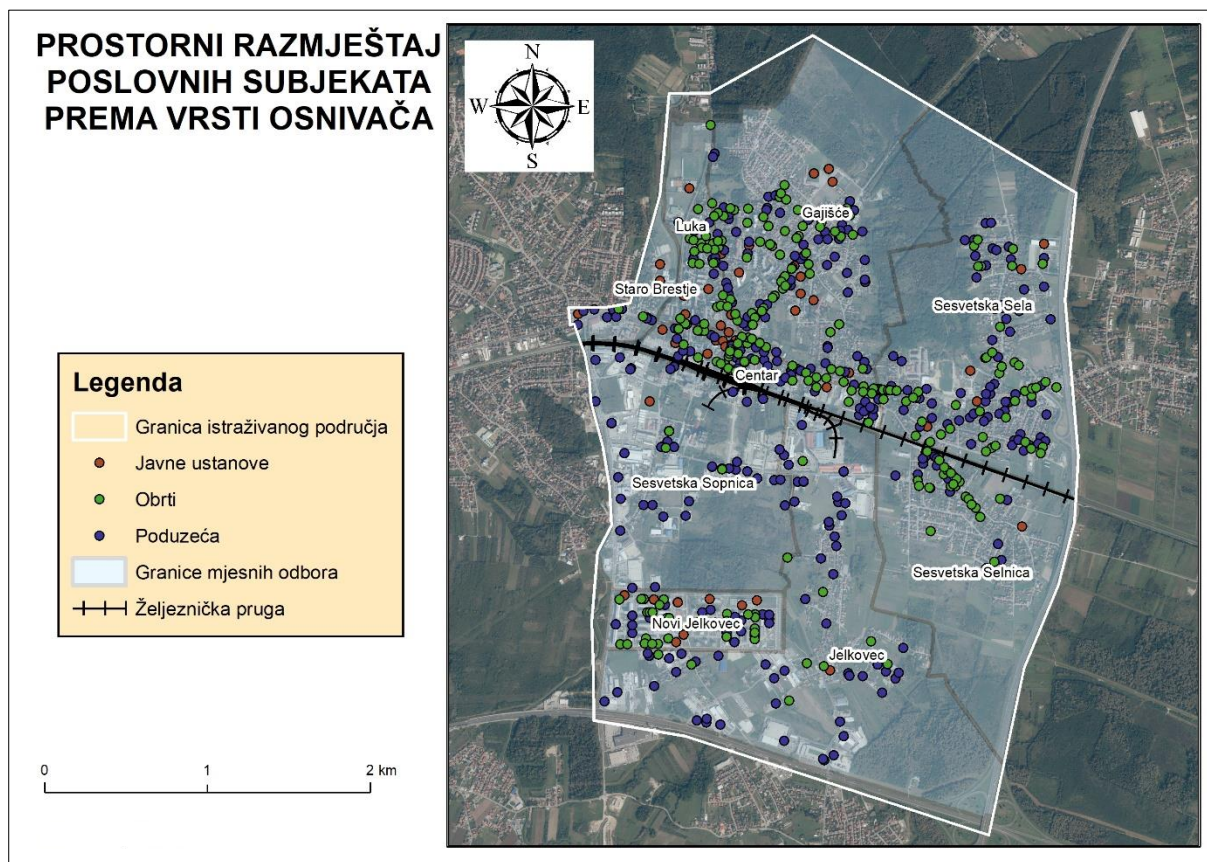 PROSTORNI RAZMJEŠTAJ
POSLOVNIH SUBJEKATA
PREMA VRSTI OSNIVAČA
N
W
E
S
Gajišće
Luka
Staro Brestje
Sesvetska Sela
Centar
Sesvetska Sopnica
Sesvetska Selnica
Novi Jelkovec
Jelkovec
Legenda
Granica istraživanog područja
Javne ustanove
Obrti
Poduzeća
Granice mjesnih odbora
Željeznička pruga
0
1
2 km